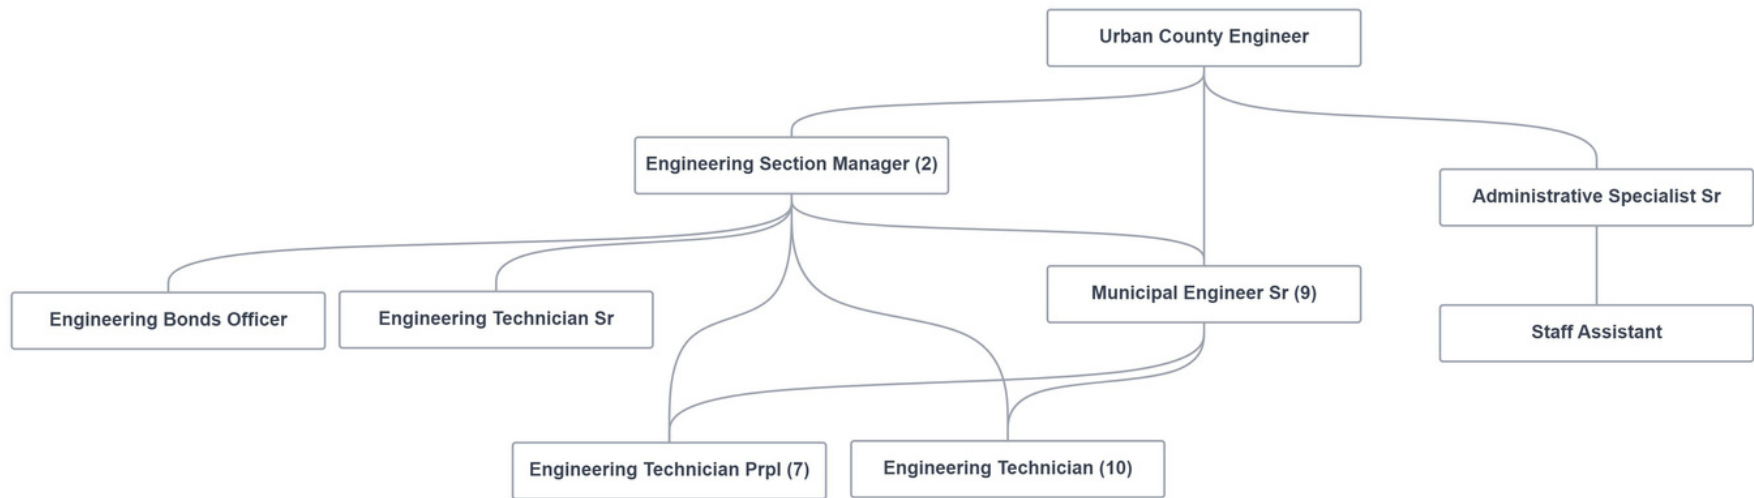 Urban County Engineer
Engineering Section Manager (2)
Administrative Specialist Sr
Engineering Bonds Officer
Engineering Technician Sr
Municipal Engineer Sr (9)
Staff Assistant
Engineering Technician Prpl (7)
Engineering Technician (10)